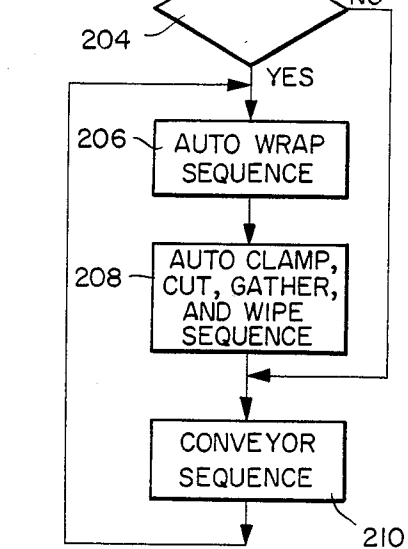 NO
204
YES
206
AUTO WRAP
SEQUENCE
208
AUTO CLAMP,
CUT, GATHER,
AND WIPE
SEQUENCE
CONVEYOR
SEQUENCE
210